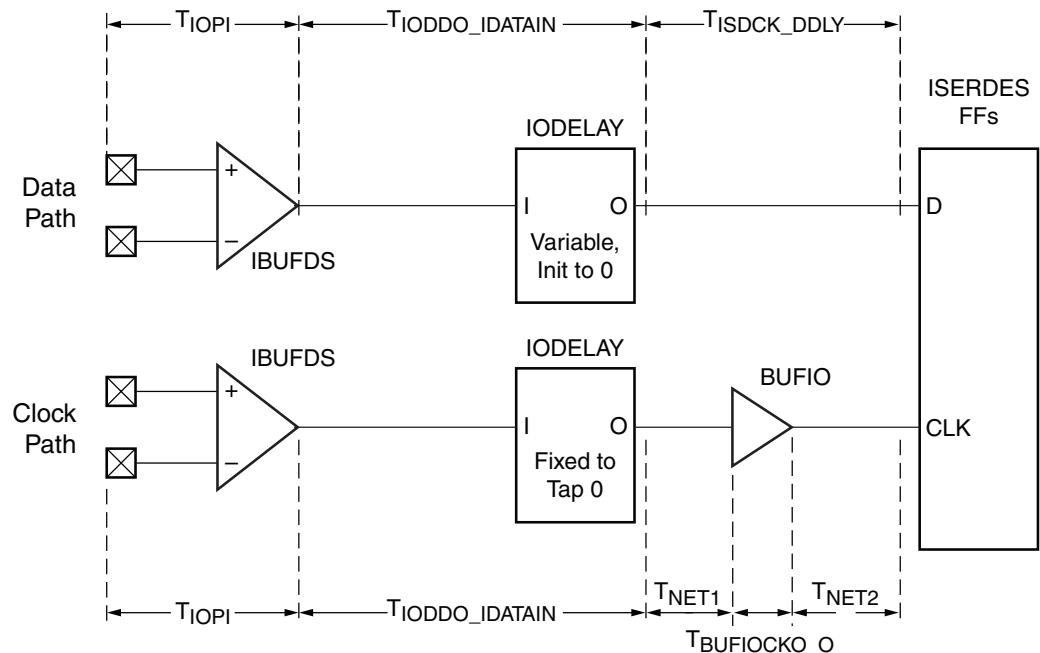 TIOPI
TIODDO_IDATAIN
TISDCK_DDLY
ISERDES
FFs
IODELAY
Data
Path
+
−
IBUFDS
I
O
Variable,
Init to 0
D
IBUFDS
IODELAY
BUFIO
Clock
Path
+
−
I
O
Fixed to
Tap 0
CLK
TIOPI
TIODDO_IDATAIN
TNET1
TNET2
TBUFIOCKO_O